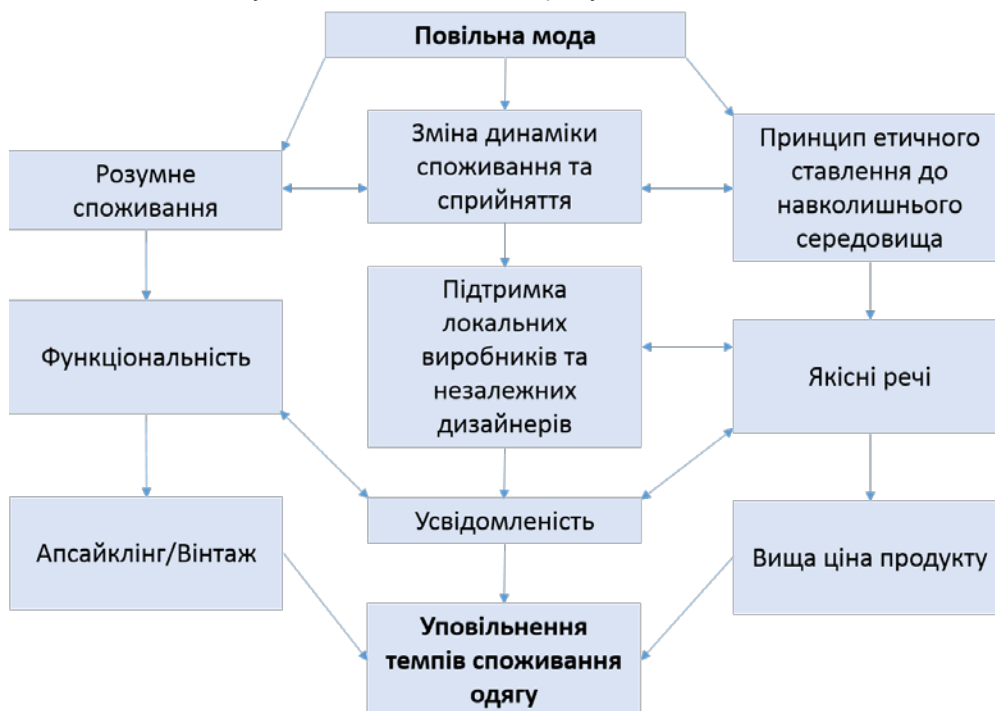 Повільна мода
Розумне
споживання
Зміна динаміки
споживання та
сприйняття
Принцип етичного
ставлення до
навколишнього
середовища
Функціональність
Підтримка
локальних
виробників та
незалежних
дизайнерів
Якісні речі
Апсайклінг/Вінтаж
Усвідомленість
Вища ціна продукту
Уповільнення
темпів споживання
одягу